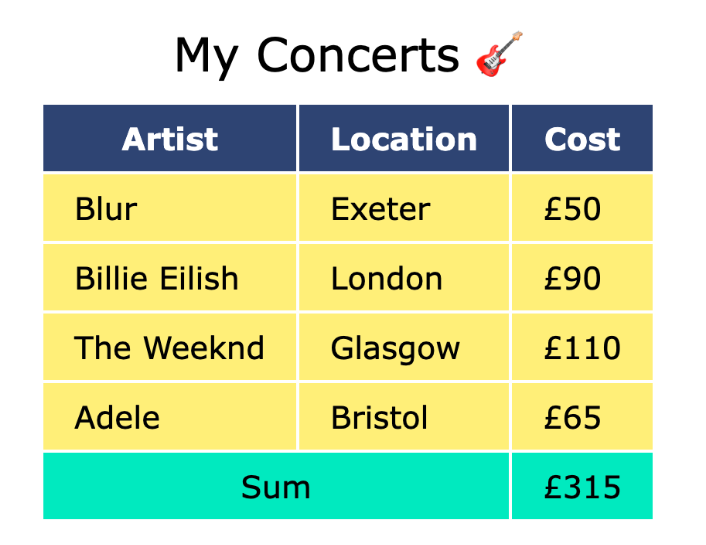 My Concerts 🎸
Artist Location Cost
Blur Exeter £50
Billie Eilish London £90
The Weeknd Glasgow £110
Adele Bristol £65
Sum £315